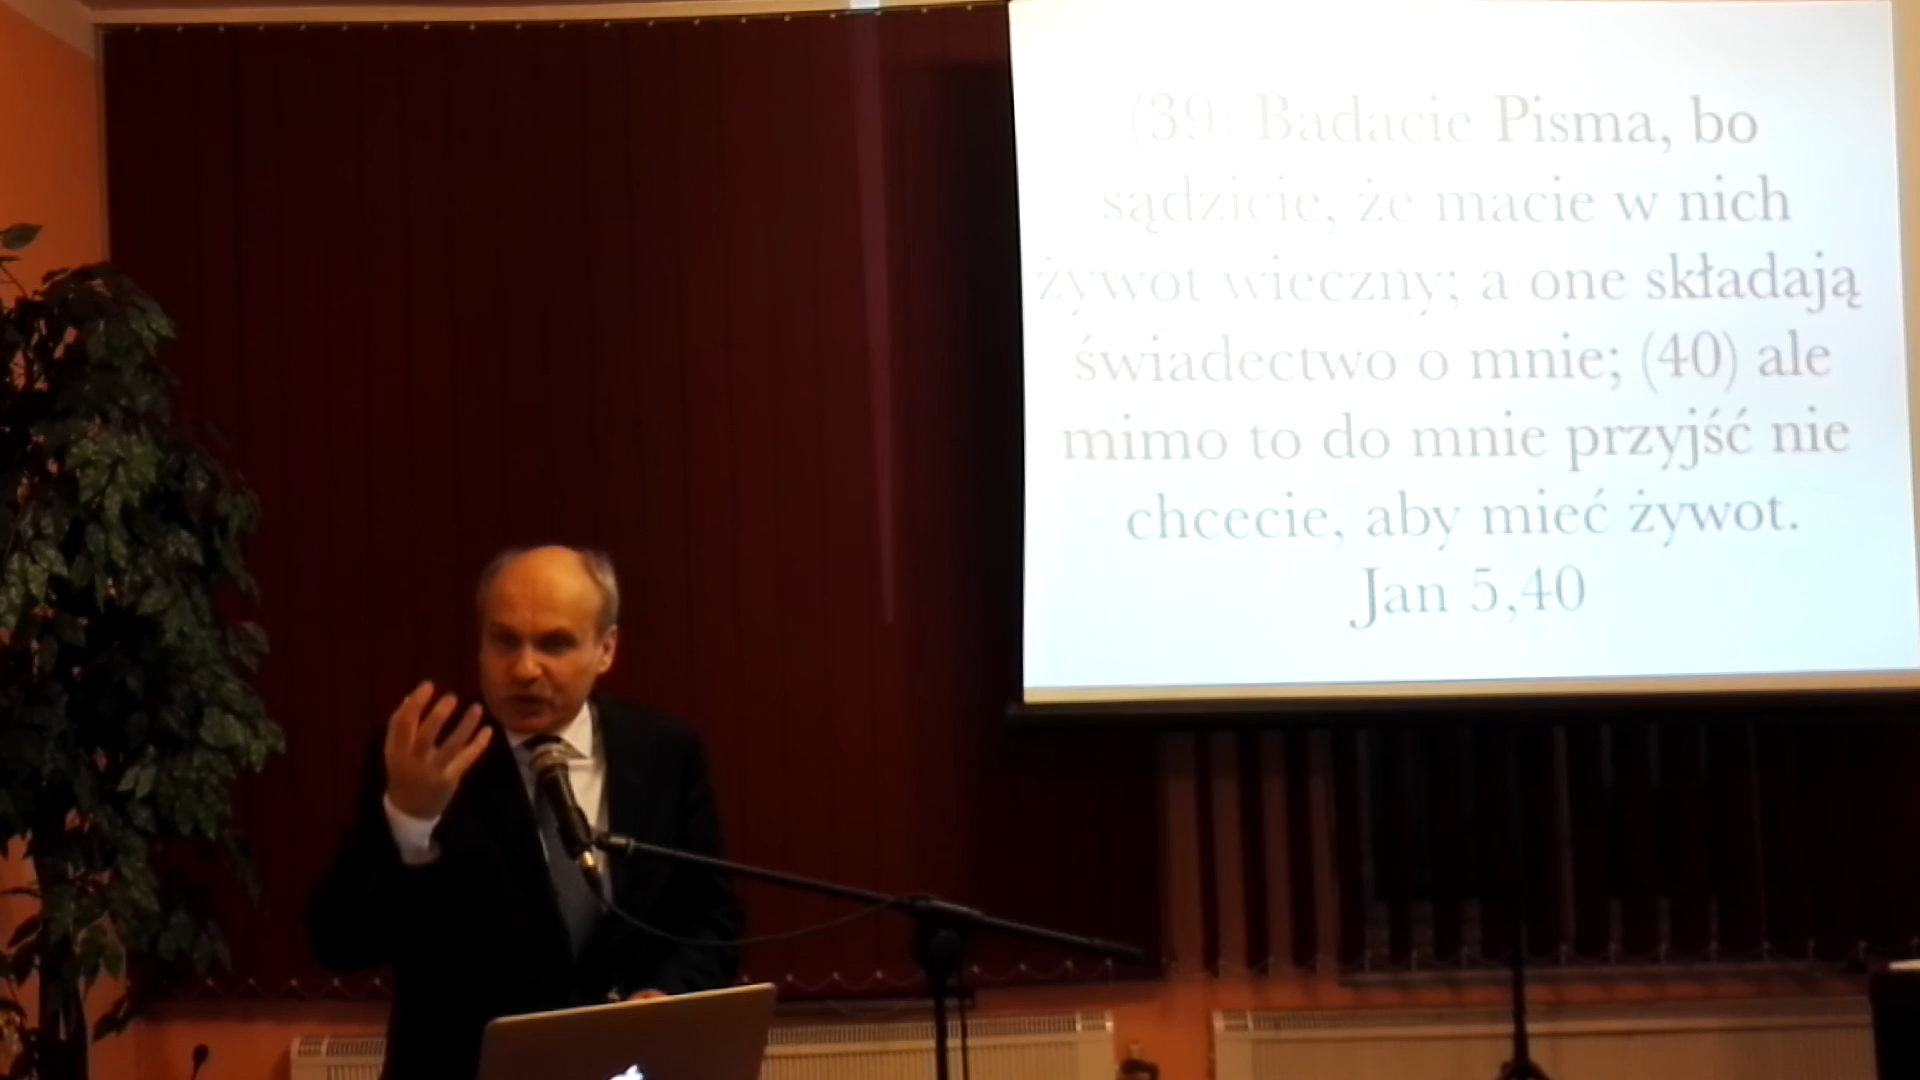 (39) Badacie Pisma, bo
sądzicie, że macie w nich
żywot wieczny; a one składają
świadectwo o mnie; (40) ale
mimo to do mnie przyjść nie
chcecie, aby mieć żywot.
Jan 5,40